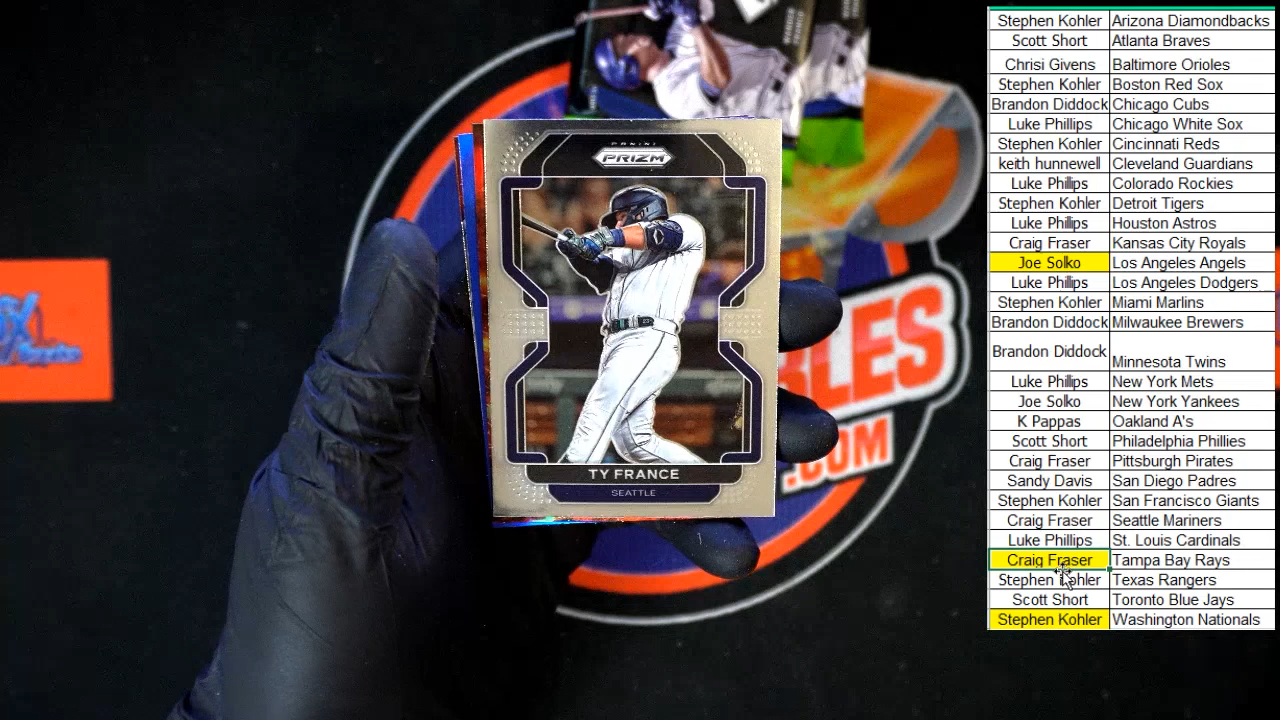 WANDER
FRANCO
PANINI
PRIZM
TY FRANCE
SEATTLE
BLES
.COM
Stephen Kohler Arizona Diamondbacks
Scott Short Atlanta Braves
Chrisi Givens Baltimore Orioles
Stephen Kohler Boston Red Sox
Brandon Diddock Chicago Cubs
Luke Phillips Chicago White Sox
Stephen Kohler Cincinnati Reds
keith hunnewell Cleveland Guardians
Luke Phillips Colorado Rockies
Stephen Kohler Detroit Tigers
Luke Phillips Houston Astros
Craig Fraser Kansas City Royals
Joe Solko Los Angeles Angels
Luke Phillips Los Angeles Dodgers
Stephen Kohler Miami Marlins
Brandon Diddock Milwaukee Brewers
Brandon Diddock Minnesota Twins
Luke Phillips New York Mets
Joe Solko New York Yankees
K Pappas Oakland A's
Scott Short Philadelphia Phillies
Craig Fraser Pittsburgh Pirates
Sandy Davis San Diego Padres
Stephen Kohler San Francisco Giants
Craig Fraser Seattle Mariners
Luke Phillips St. Louis Cardinals
Craig Fraser Tampa Bay Rays
Stephen Kohler Texas Rangers
Scott Short Toronto Blue Jays
Stephen Kohler Washington Nationals